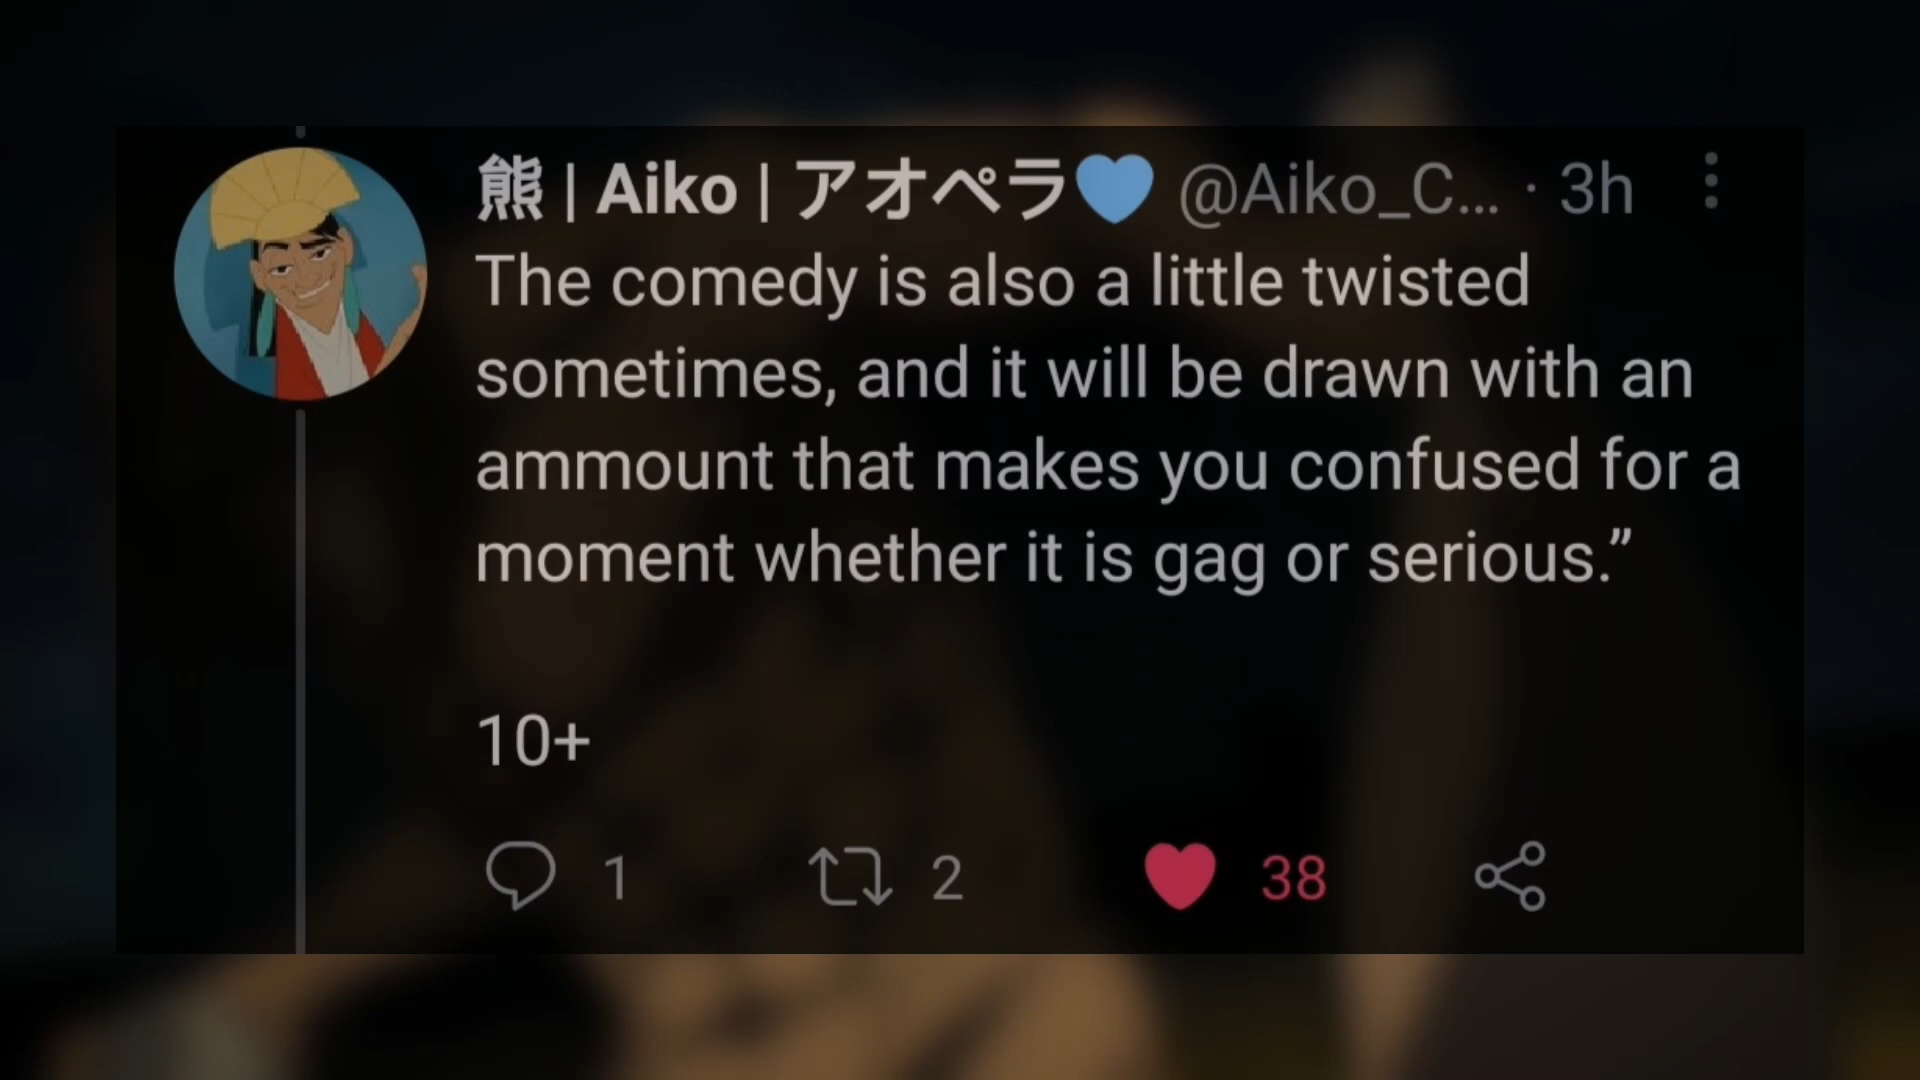 熊 | Aiko | アオペラ💙 @Aiko_C... · 3h
The comedy is also a little twisted
sometimes, and it will be drawn with an
ammount that makes you confused for a
moment whether it is gag or serious.”
10+
1 2 38